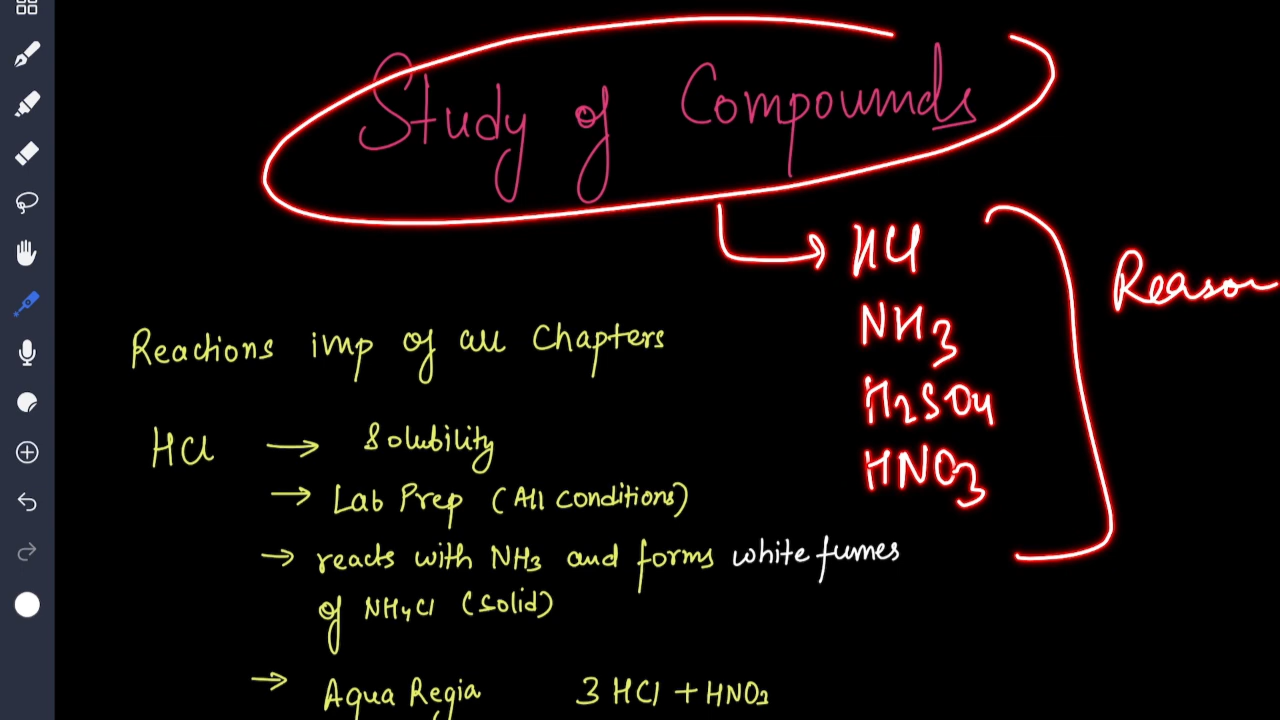 Study of Compounds
HCl
NH3
Reason
H2SO4
HNO3
Reactions imp of all Chapters
HCl → Solubility
→ Lab Prep (All conditions)
→ reacts with NH3 and forms white fumes
of NH4Cl (solid)
→ Aqua Regia 3 HCl + HNO3